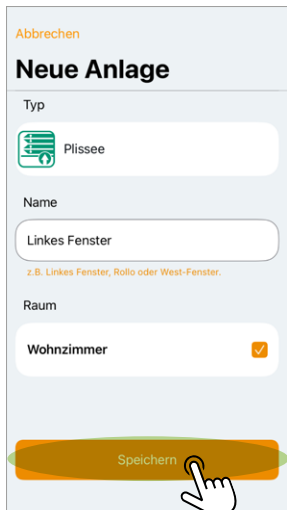 Abbrechen
Neue Anlage
Typ
Plissee
Name
Linkes Fenster
z.B. Linkes Fenster, Rollo oder West-Fenster.
Raum
Wohnzimmer
Speichern